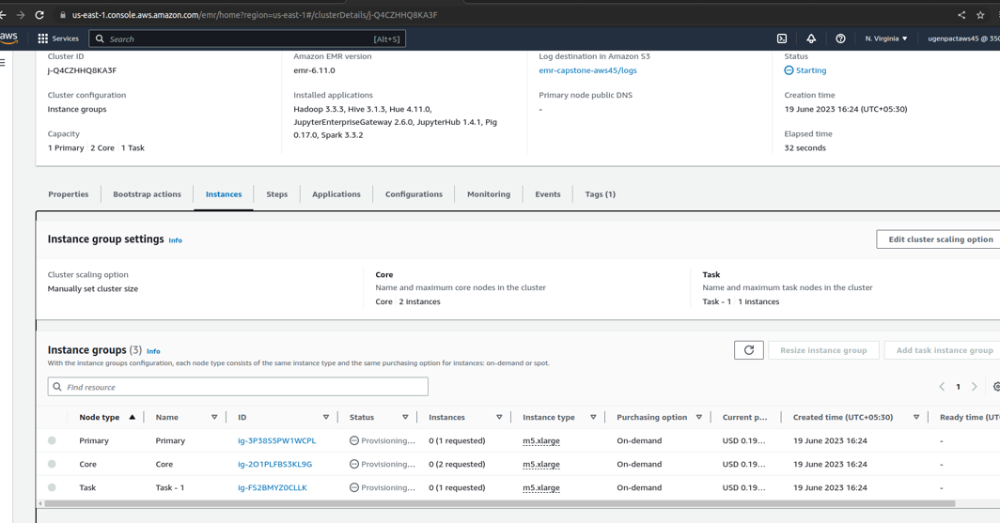 us-east-1.console.aws.amazon.com/emr/home?region=us-east-1#/clusterDetails/j-Q4CZHHQ8KA3F
aws Services Search [Alt+S] N. Virginia ugenpactaws45 @ 350
Cluster ID Amazon EMR version Log destination in Amazon S3 Status
j-Q4CZHHQ8KA3F emr-6.11.0 emr-capstone-aws45/logs Starting
Cluster configuration Installed applications Primary node public DNS Creation time
Instance groups Hadoop 3.3.3, Hive 3.1.3, Hue 4.11.0, - 19 June 2023 16:24 (UTC+05:30)
JupyterEnterpriseGateway 2.6.0, JupyterHub 1.4.1, Pig
Capacity 0.17.0, Spark 3.3.2 Elapsed time
1 Primary 2 Core 1 Task 32 seconds
Properties Bootstrap actions Instances Steps Applications Configurations Monitoring Events Tags (1)
Instance group settings Info Edit cluster scaling option
Cluster scaling option Core Task
Manually set cluster size Name and maximum core nodes in the cluster Name and maximum task nodes in the cluster
Core 2 instances Task - 1 1 instances
Instance groups (3) Info Resize instance group Add task instance group
With the instance groups configuration, each node type consists of the same instance type and the same purchasing option for instances: on-demand or spot.
Find resource 1
Node type Name ID Status Instances Instance type Purchasing option Current p... Created time (UTC+05:30) Ready time (UT
Primary Primary ig-3P38S5PW1WCPL Provisioning... 0 (1 requested) m5.xlarge On-demand USD 0.19... 19 June 2023 16:24 -
Core Core ig-2O1PLFBS3KL9G Provisioning... 0 (2 requested) m5.xlarge On-demand USD 0.19... 19 June 2023 16:24 -
Task Task - 1 ig-FS2BMYZ0CLLK Provisioning... 0 (1 requested) m5.xlarge On-demand USD 0.19... 19 June 2023 16:24 -